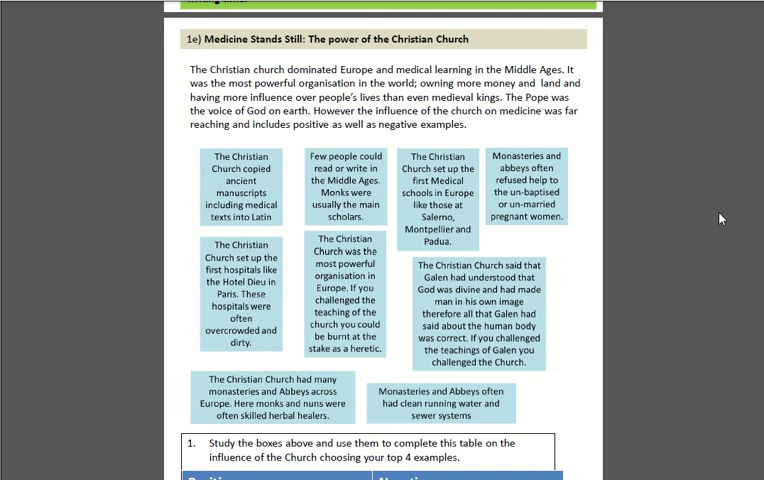 1e) Medicine Stands Still: The power of the Christian Church
The Christian church dominated Europe and medical learning in the Middle Ages. It
was the most powerful organisation in the world; owning more money and land and
having more influence over people's lives than even medieval kings. The Pope was
the voice of God on earth. However the influence of the church on medicine was far
reaching and includes positive as well as negative examples.
The Christian
Church copied
ancient
manuscripts
including medical
texts into Latin
Few people could
read or write in
the Middle Ages.
Monks were
usually the main
scholars.
The Christian
Church set up the
first Medical
schools in Europe
like those at
Salerno,
Montpellier and
Padua.
Monasteries and
abbeys often
refused help to
the un-baptised
or un-married
pregnant women.
The Christian
Church set up the
first hospitals like
the Hotel Dieu in
Paris. These
hospitals were
often
overcrowded and
dirty.
The Christian
Church was the
most powerful
organisation in
Europe. If you
challenged the
teaching of the
church you could
be burnt at the
stake as a heretic.
The Christian Church said that
Galen had understood that
God was divine and had made
man in his own image
therefore all that Galen had
said about the human body
was correct. If you challenged
the teachings of Galen you
challenged the Church.
The Christian Church had many
monasteries and Abbeys across
Europe. Here monks and nuns were
often skilled herbal healers.
Monasteries and Abbeys often
had clean running water and
sewer systems
1. Study the boxes above and use them to complete this table on the
influence of the Church choosing your top 4 examples.